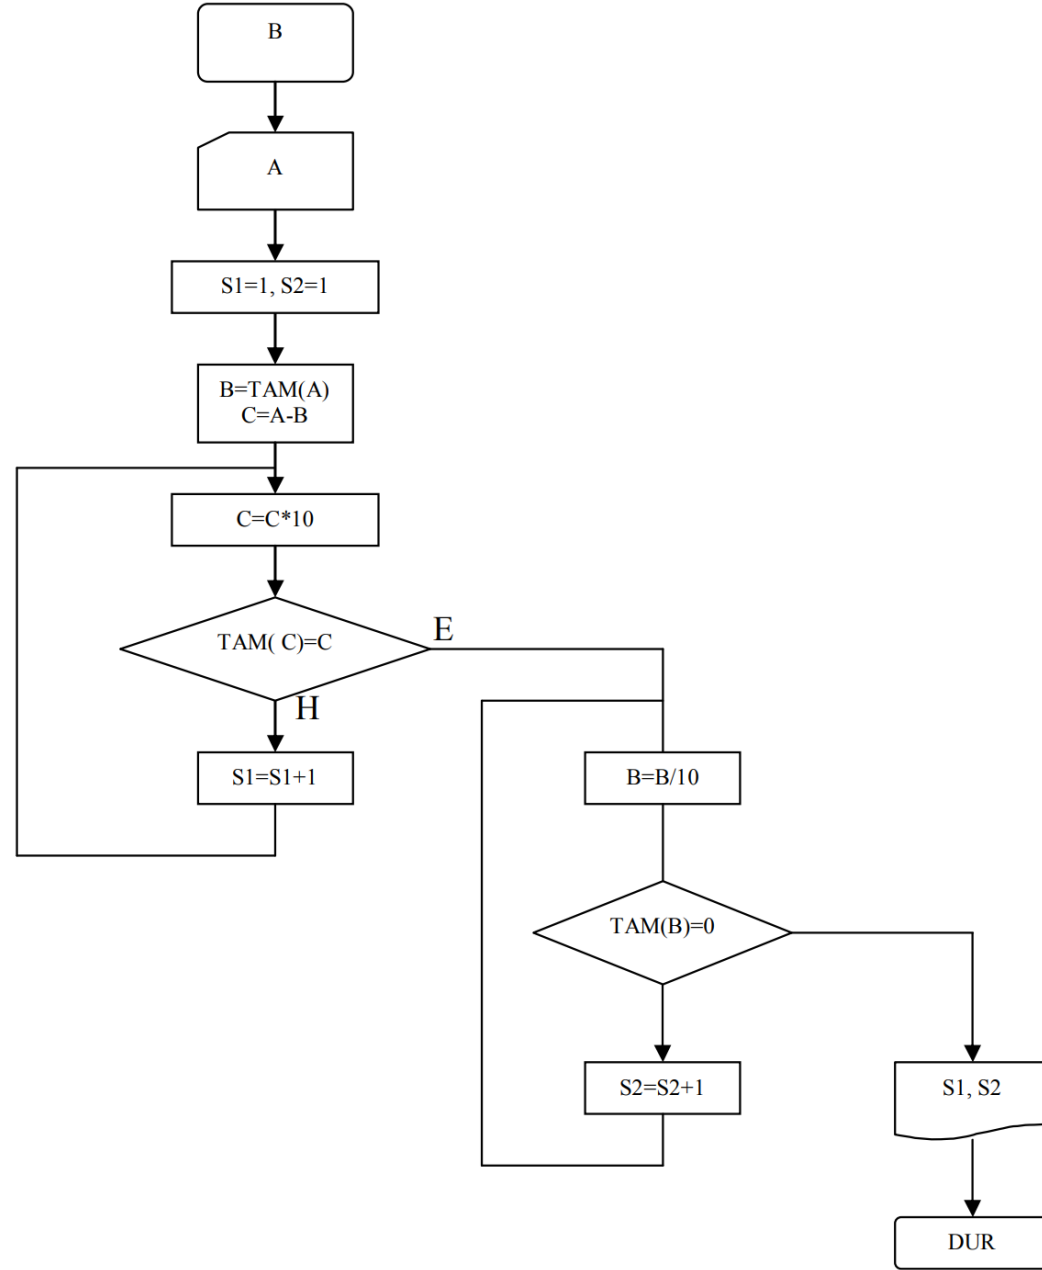 B
A
S1=1, S2=1
B=TAM(A)
C=A-B
C=C*10
TAM( C)=C
E
H
S1=S1+1
B=B/10
TAM(B)=0
S2=S2+1
S1, S2
DUR